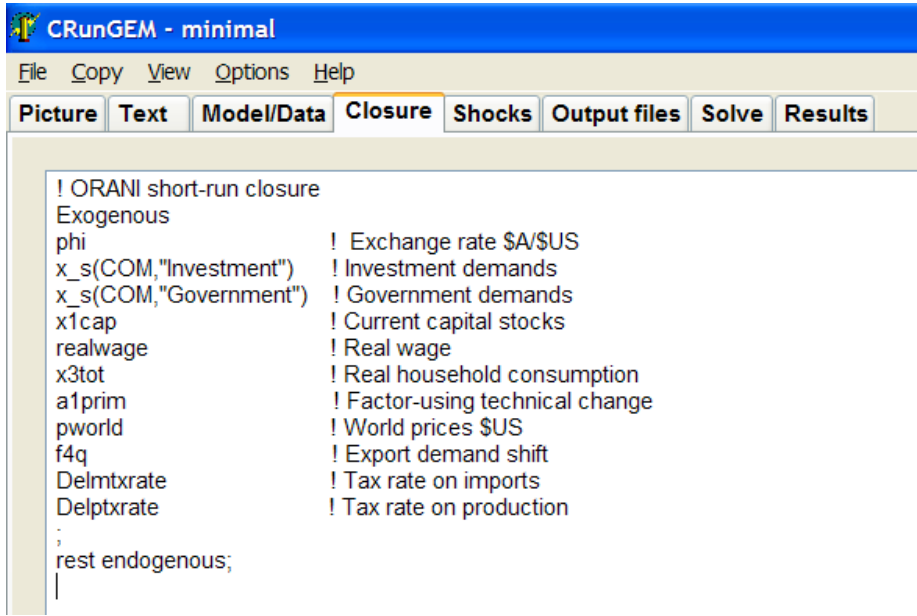 CRunGEM - minimal
File Copy View Options Help
Picture Text Model/Data Closure Shocks Output files Solve Results
! ORANI short-run closure
Exogenous
phi ! Exchange rate $A/$US
x_s(COM,"Investment") ! Investment demands
x_s(COM,"Government") ! Government demands
x1cap ! Current capital stocks
realwage ! Real wage
x3tot ! Real household consumption
a1prim ! Factor-using technical change
pworld ! World prices $US
f4q ! Export demand shift
Delmtxrate ! Tax rate on imports
Delptxrate ! Tax rate on production
;
rest endogenous;